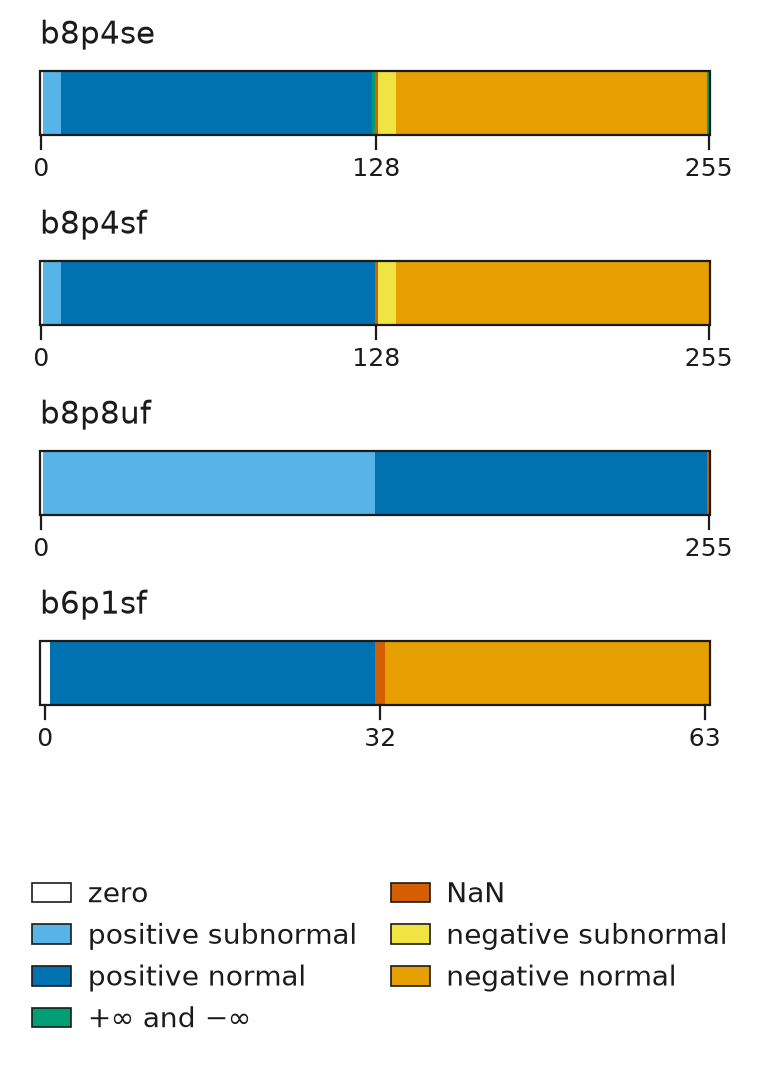 b8p4se
0 128 255
b8p4sf
0 128 255
b8p8uf
0 255
b6p1sf
0 32 63
zero
positive subnormal
positive normal
+∞ and −∞
NaN
negative subnormal
negative normal